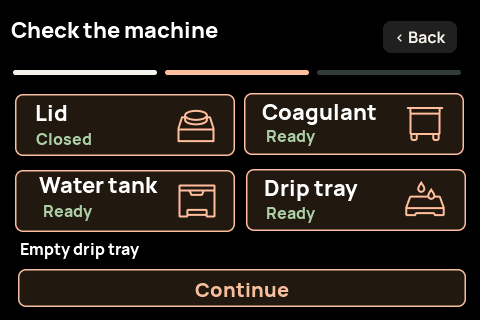 Check the machine
‹ Back
Lid
Closed
Coagulant
Ready
Water tank
Ready
Drip tray
Ready
Empty drip tray
Continue